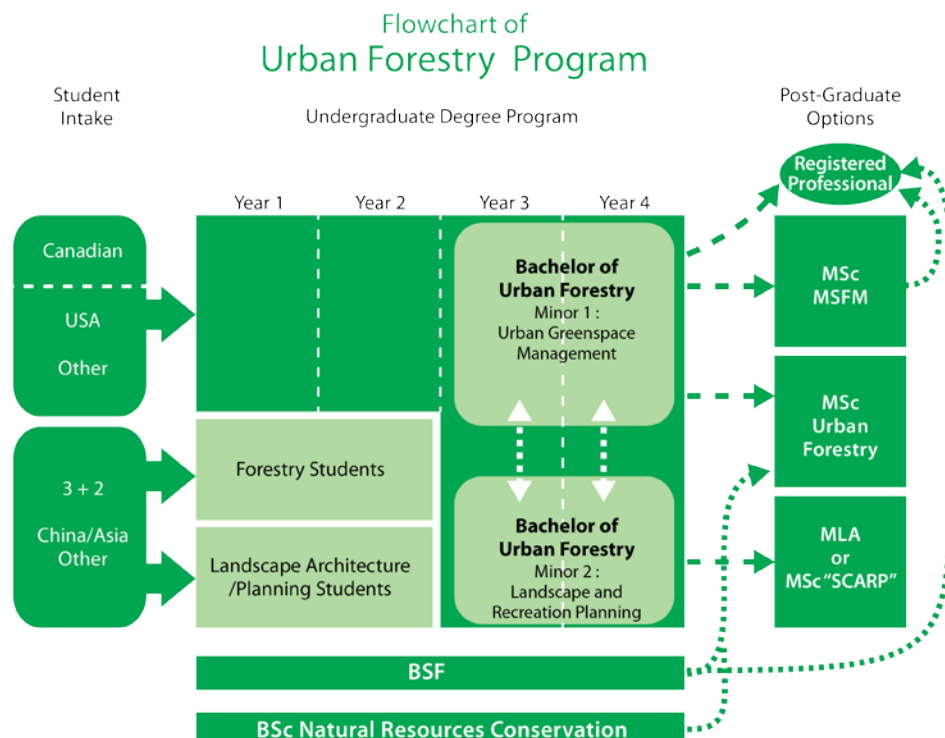 Flowchart of
Urban Forestry Program
Student
Intake
Undergraduate Degree Program
Post-Graduate
Options
Year 1
Year 2
Year 3
Year 4
Canadian
USA
Other
3 + 2
China/Asia
Other
Forestry Students
Landscape Architecture
/Planning Students
Bachelor of
Urban Forestry
Minor 1 :
Urban Greenspace
Management
Bachelor of
Urban Forestry
Minor 2 :
Landscape and
Recreation Planning
Registered
Professional
MSc
MSFM
MSc
Urban
Forestry
MLA
or
MSc "SCARP"
BSF
BSc Natural Resources Conservation